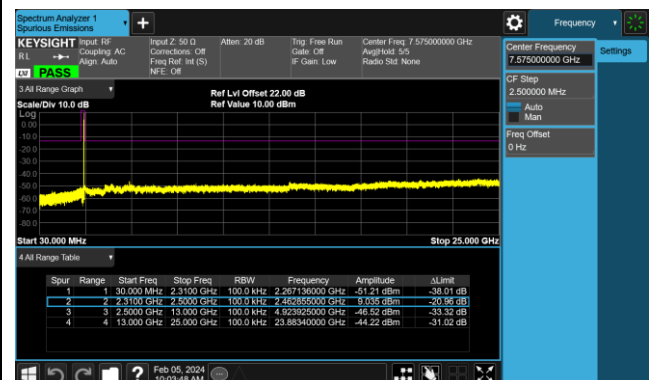 Spectrum Analyzer 1
Spurious Emissions
Frequency
KEYSIGHT
RL
Input: RF
Coupling: AC
Align: Auto
Input Z: 50 Ω
Corrections: Off
Freq Ref: Int (S)
NFE: Off
Atten: 20 dB
Trig: Free Run
Gate: Off
IF Gain: Low
Center Freq: 7.575000000 GHz
Avg|Hold: 5/5
Radio Std: None
LXI PASS
Center Frequency
7.575000000 GHz
Settings
CF Step
2.500000 MHz
Auto
Man
Freq Offset
0 Hz
3 All Range Graph
Scale/Div 10.0 dB
Ref Lvl Offset 22.00 dB
Ref Value 10.00 dBm
Log
0.00
-10.0
-20.0
-30.0
-40.0
-50.0
-60.0
-70.0
-80.0
Start 30.000 MHz
Stop 25.000 GHz
4 All Range Table
Spur Range Start Freq Stop Freq RBW Frequency Amplitude ΔLimit
1 1 30.000 MHz 2.3100 GHz 100.0 kHz 2.267136000 GHz -51.21 dBm -38.01 dB
2 2 2.3100 GHz 2.5000 GHz 100.0 kHz 2.462855000 GHz 9.035 dBm -20.96 dB
3 3 2.5000 GHz 13.000 GHz 100.0 kHz 4.923925000 GHz -46.52 dBm -33.32 dB
4 4 13.000 GHz 25.000 GHz 100.0 kHz 23.88340000 GHz -44.22 dBm -31.02 dB
?
Feb 05, 2024
10:03:48 AM